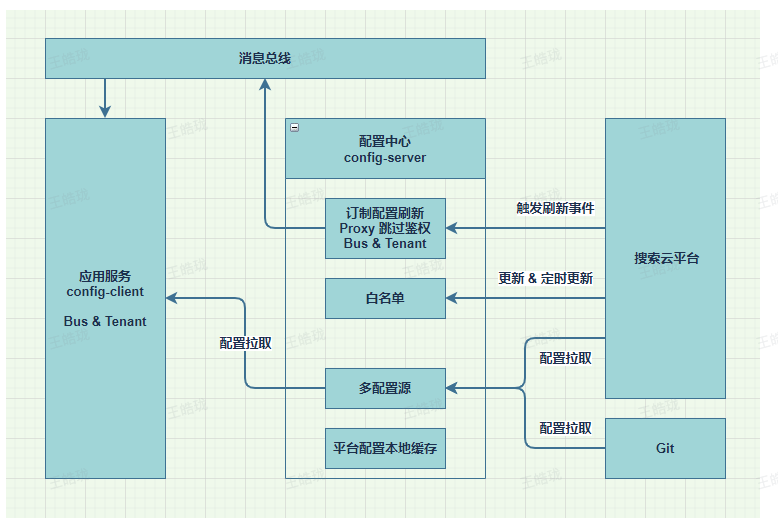 消息总线
配置中心
config-server
订制配置刷新
Proxy 跳过鉴权
Bus & Tenant
触发刷新事件
搜索云平台
应用服务
config-client
Bus & Tenant
更新 & 定时更新
白名单
配置拉取
配置拉取
多配置源
配置拉取
平台配置本地缓存
Git
王皓珑